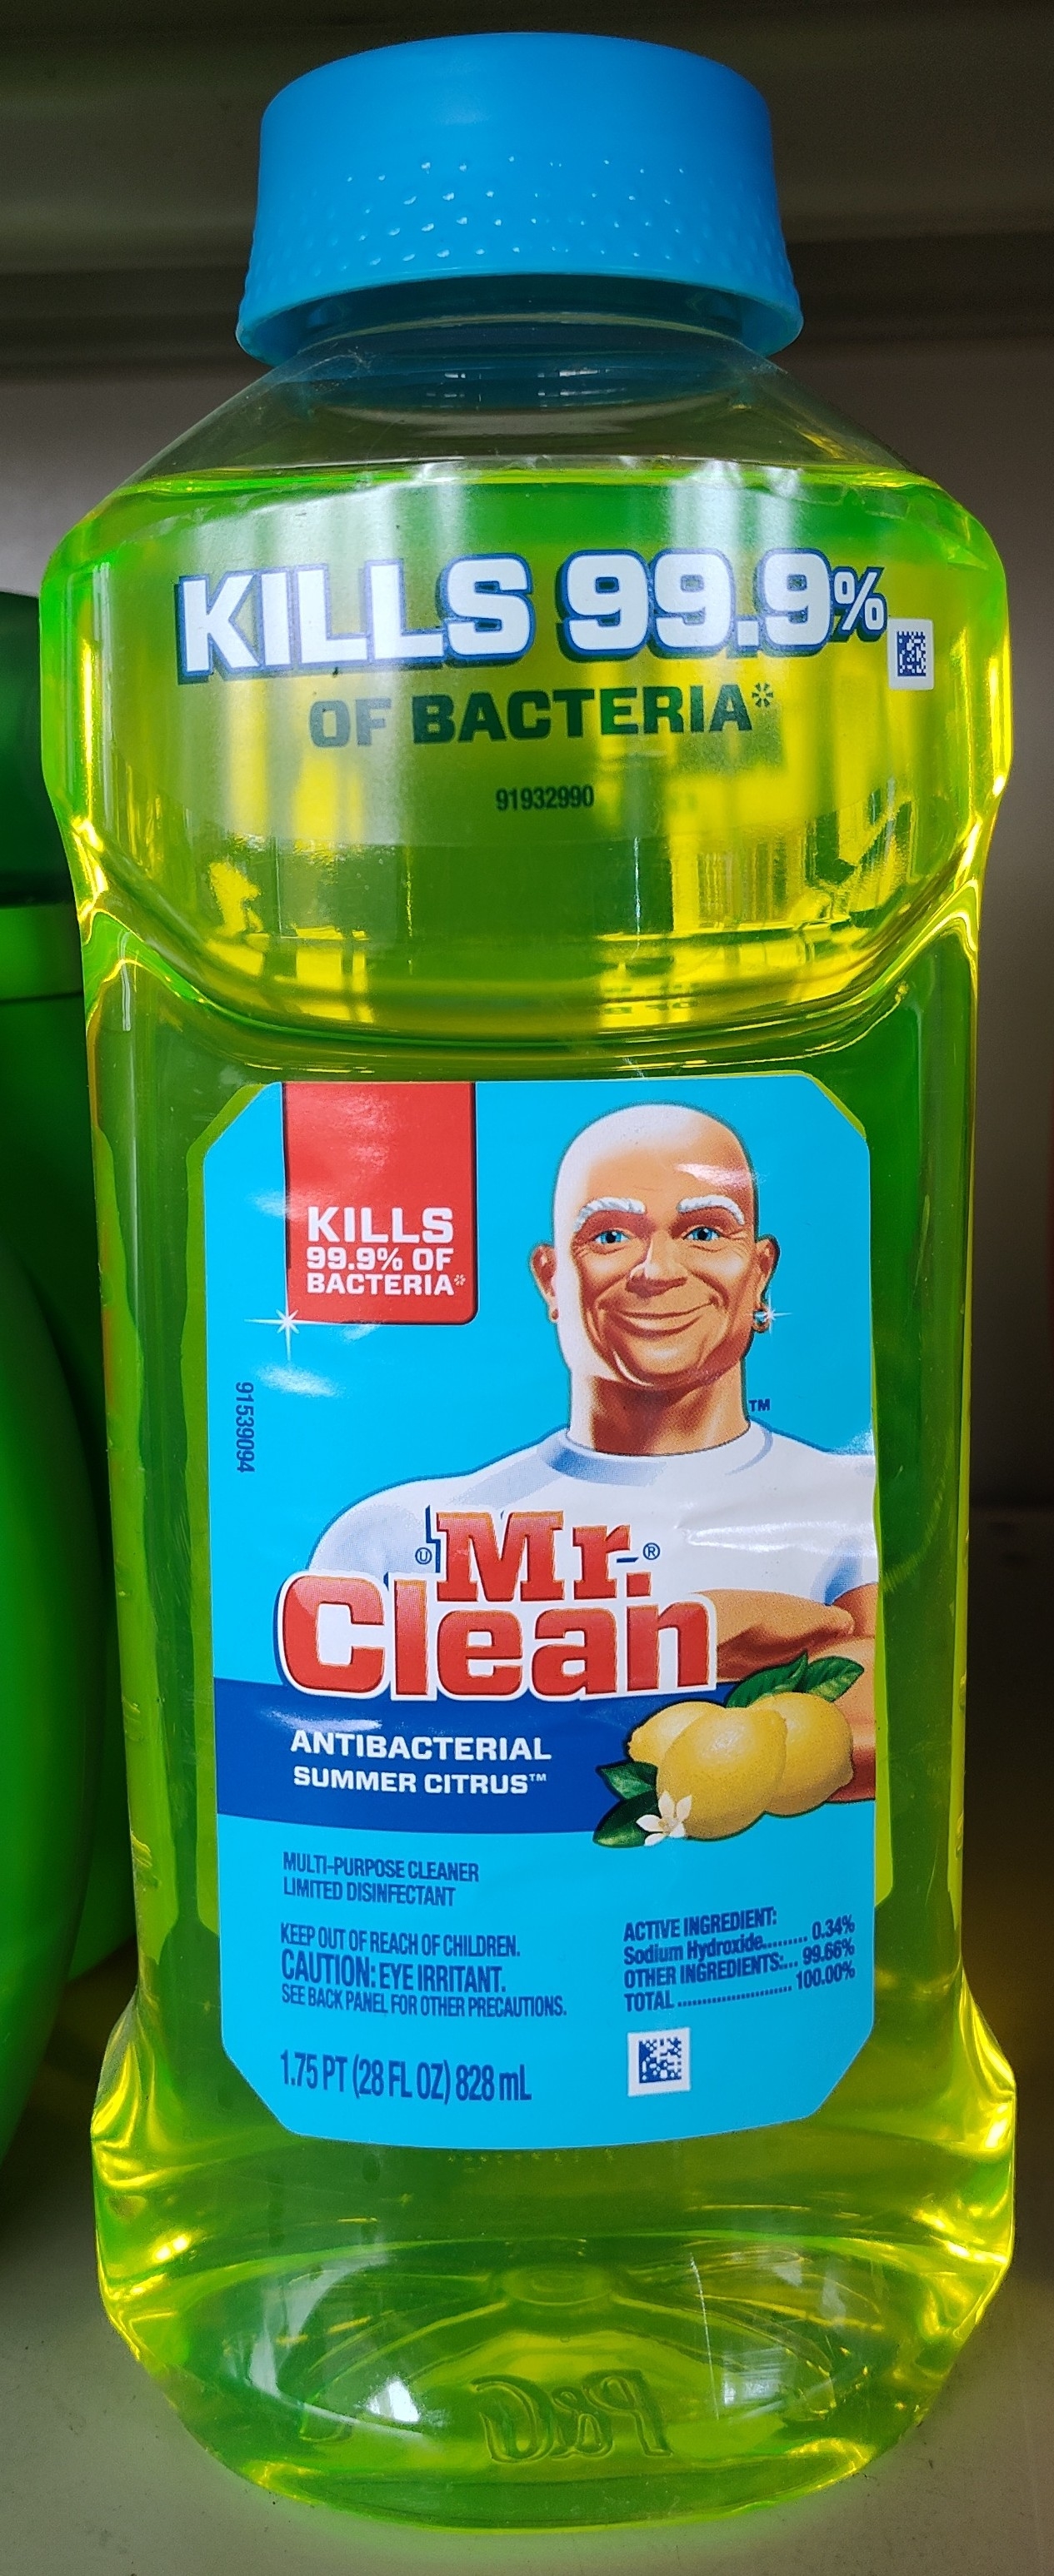 KILLS 99.9%
OF BACTERIA*
91932990
KILLS
99.9% OF
BACTERIA*
91539094
TM
Ⓤ Mr. ®
Clean
ANTIBACTERIAL
SUMMER CITRUS™
MULTI-PURPOSE CLEANER
LIMITED DISINFECTANT
KEEP OUT OF REACH OF CHILDREN.
CAUTION: EYE IRRITANT.
SEE BACK PANEL FOR OTHER PRECAUTIONS.
ACTIVE INGREDIENT:
Sodium Hydroxide......... 0.34%
OTHER INGREDIENTS:... 99.66%
TOTAL ........................ 100.00%
1.75 PT (28 FL OZ) 828 mL
P&G